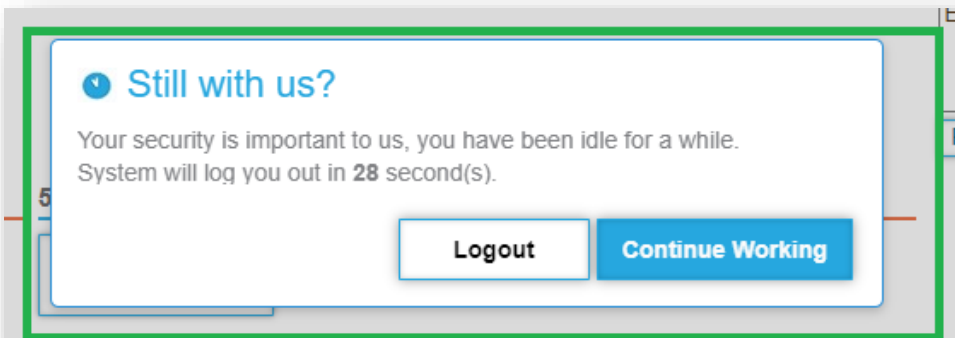 Still with us?
Your security is important to us, you have been idle for a while.
System will log you out in 28 second(s).
5
Logout
Continue Working